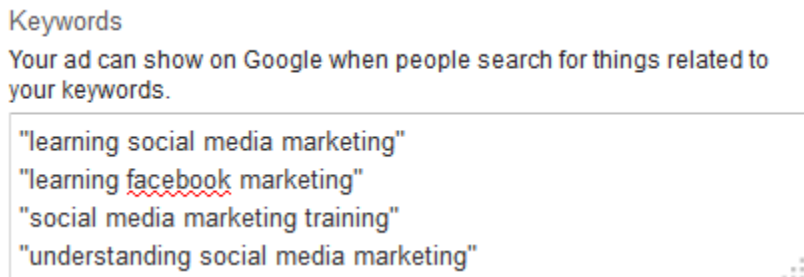 Keywords
Your ad can show on Google when people search for things related to
your keywords.
"learning social media marketing"
"learning facebook marketing"
"social media marketing training"
"understanding social media marketing"